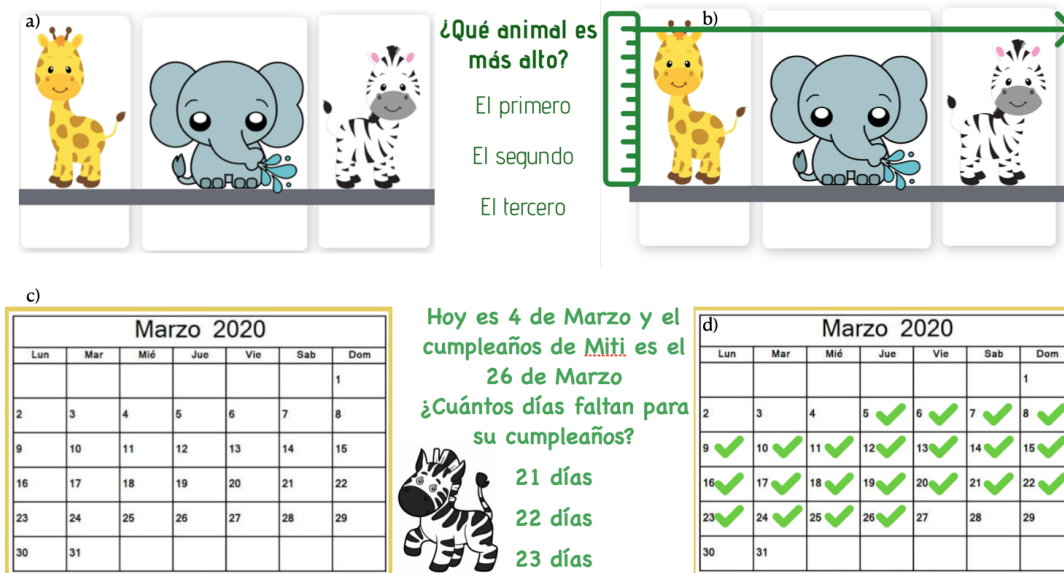 a)
¿Qué animal es
más alto?
El primero
El segundo
El tercero
b)
c)
Marzo 2020
Lun Mar Mié Jue Vie Sab Dom
1
2 3 4 5 6 7 8
9 10 11 12 13 14 15
16 17 18 19 20 21 22
23 24 25 26 27 28 29
30 31
Hoy es 4 de Marzo y el
cumpleaños de Miti es el
26 de Marzo
¿Cuántos días faltan para
su cumpleaños?
21 días
22 días
23 días
d)
Marzo 2020
Lun Mar Mié Jue Vie Sab Dom
1
2 3 4 5 6 7 8
9 10 11 12 13 14 15
16 17 18 19 20 21 22
23 24 25 26 27 28 29
30 31